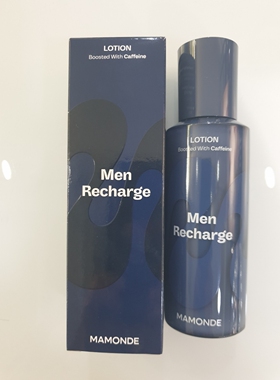 LOTION
Boosted With Caffeine
Men
Recharge
MAMONDE
LOTION
Boosted With Caffeine
Men
Recharge
MAMONDE